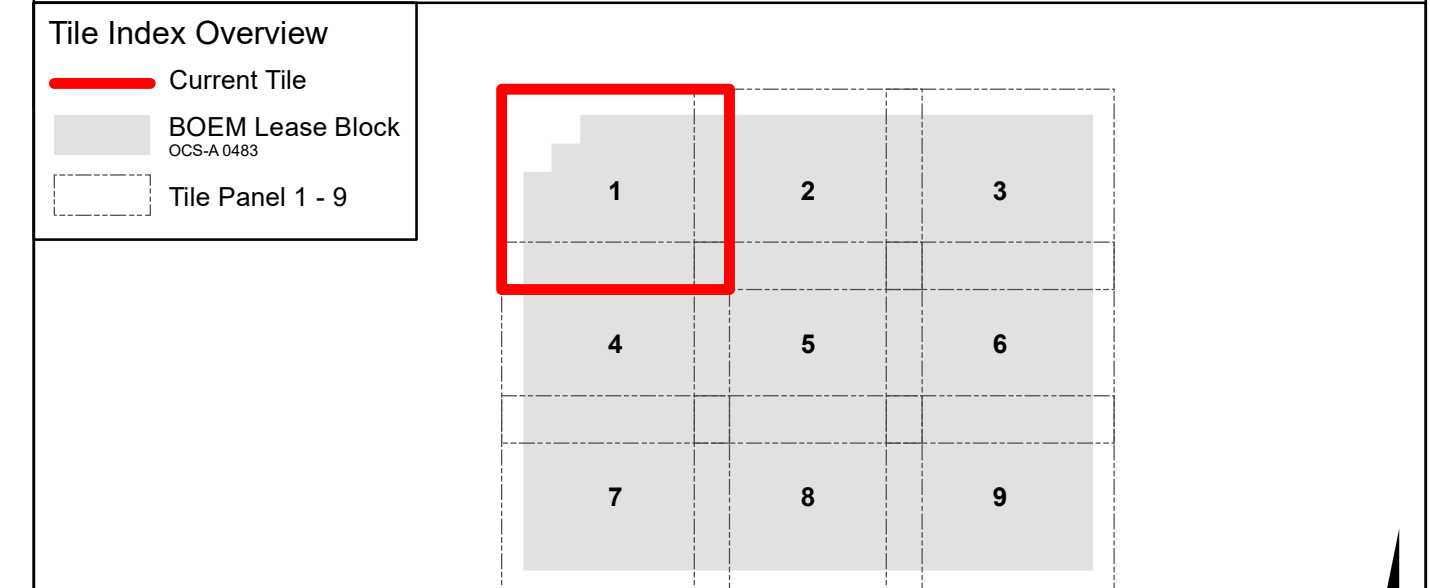 Tile Index Overview
Current Tile
BOEM Lease Block
OCS-A 0483
Tile Panel 1 - 9
1 2 3
4 5 6
7 8 9